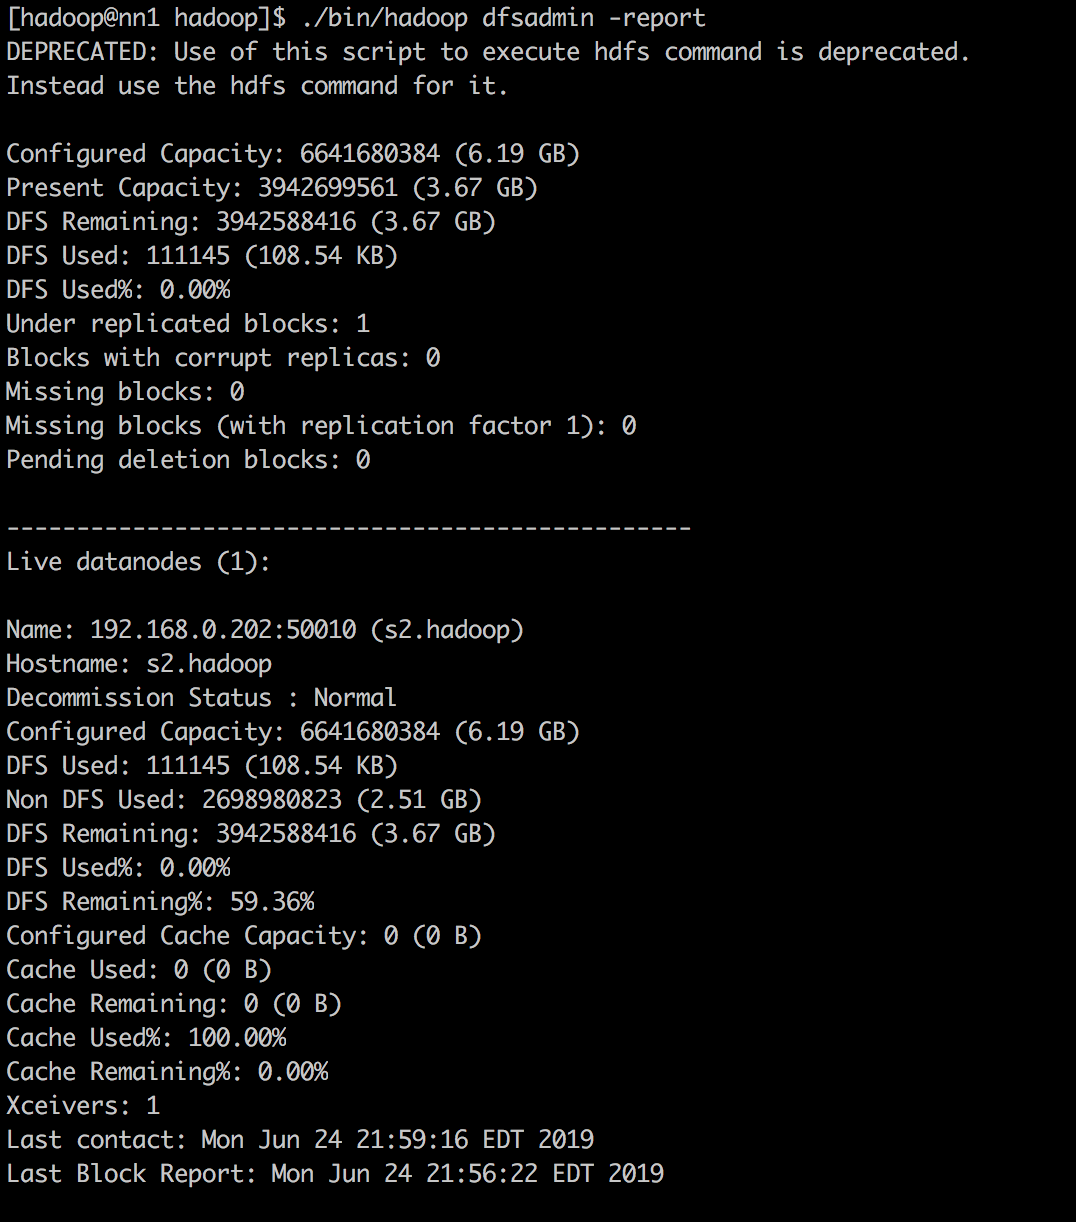 [hadoop@nn1 hadoop]$ ./bin/hadoop dfsadmin -report
DEPRECATED: Use of this script to execute hdfs command is deprecated.
Instead use the hdfs command for it.
Configured Capacity: 6641680384 (6.19 GB)
Present Capacity: 3942699561 (3.67 GB)
DFS Remaining: 3942588416 (3.67 GB)
DFS Used: 111145 (108.54 KB)
DFS Used%: 0.00%
Under replicated blocks: 1
Blocks with corrupt replicas: 0
Missing blocks: 0
Missing blocks (with replication factor 1): 0
Pending deletion blocks: 0
-------------------------------------------------
Live datanodes (1):
Name: 192.168.0.202:50010 (s2.hadoop)
Hostname: s2.hadoop
Decommission Status : Normal
Configured Capacity: 6641680384 (6.19 GB)
DFS Used: 111145 (108.54 KB)
Non DFS Used: 2698980823 (2.51 GB)
DFS Remaining: 3942588416 (3.67 GB)
DFS Used%: 0.00%
DFS Remaining%: 59.36%
Configured Cache Capacity: 0 (0 B)
Cache Used: 0 (0 B)
Cache Remaining: 0 (0 B)
Cache Used%: 100.00%
Cache Remaining%: 0.00%
Xceivers: 1
Last contact: Mon Jun 24 21:59:16 EDT 2019
Last Block Report: Mon Jun 24 21:56:22 EDT 2019